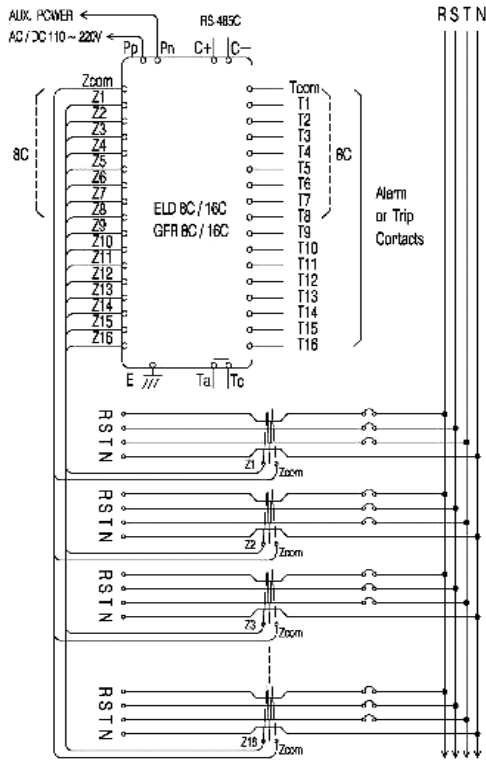 AUX. POWER
AC / DC 110 ~ 220V
RS-485C
R S T N
Pp Pn C+ C-
Zcom
Z1
Z2
Z3
Z4
Z5
Z6
Z7
Z8
Z9
Z10
Z11
Z12
Z13
Z14
Z15
Z16
8C
ELD 8C / 16C
GFR 8C / 16C
Tcom
T1
T2
T3
T4
T5
T6
T7
T8
T9
T10
T11
T12
T13
T14
T15
T16
8C
Alarm
or Trip
Contacts
E Ta Tc
R S T N
Z1 Zcom
R S T N
Z2 Zcom
R S T N
Z3 Zcom
R S T N
Z16 Zcom